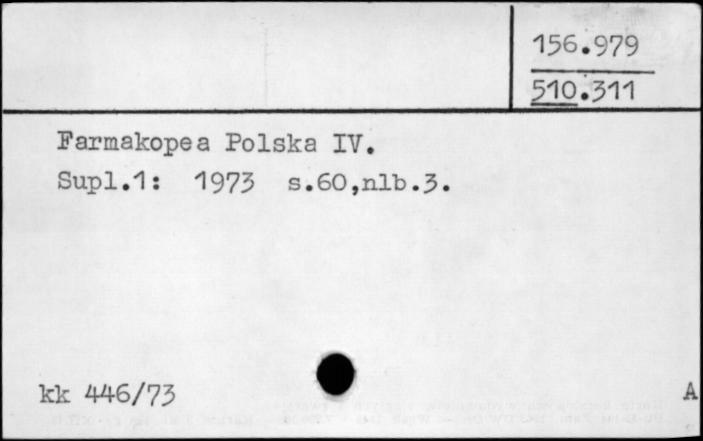 156.979
510.311
Farmakopea Polska IV.
Supl.1: 1973 s.60,nlb.3.
kk 446/73
A